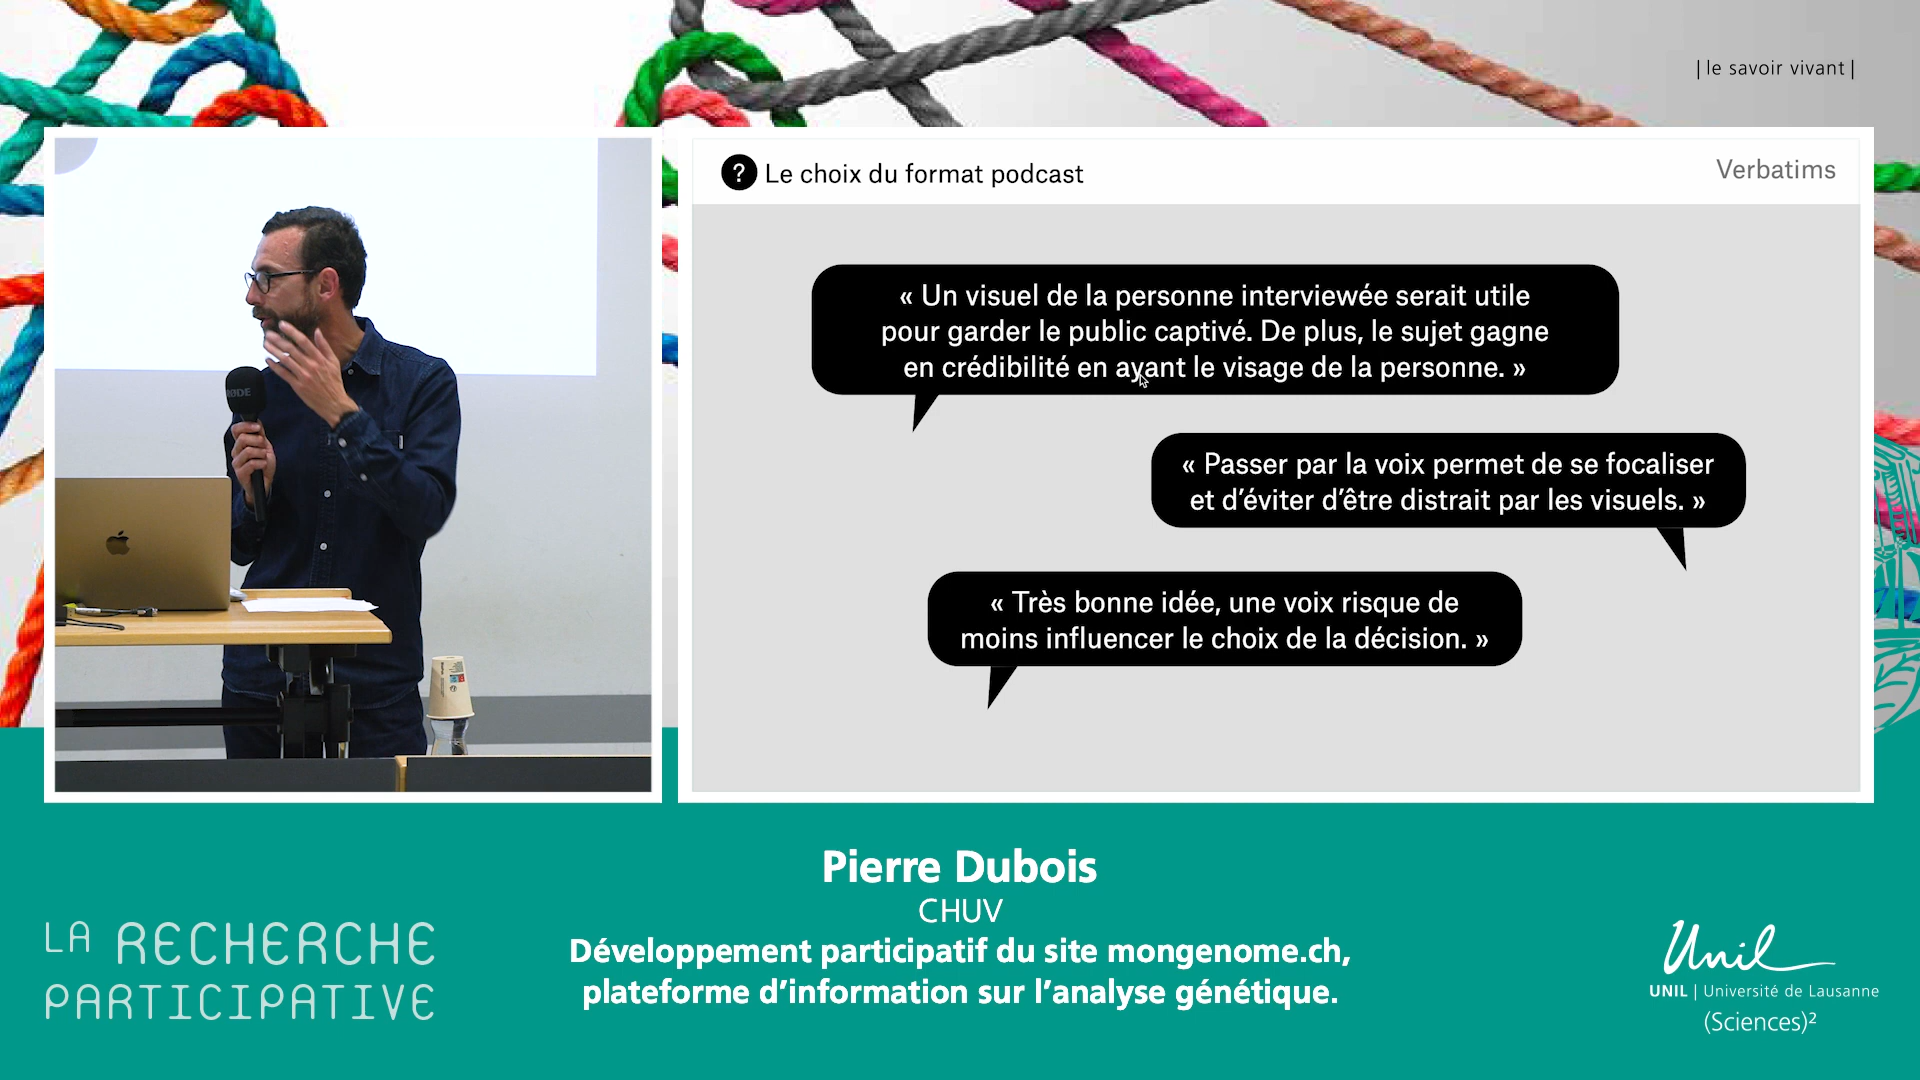 | le savoir vivant |
? Le choix du format podcast
Verbatims
« Un visuel de la personne interviewée serait utile
pour garder le public captivé. De plus, le sujet gagne
en crédibilité en ayant le visage de la personne. »
« Passer par la voix permet de se focaliser
et d’éviter d’être distrait par les visuels. »
« Très bonne idée, une voix risque de
moins influencer le choix de la décision. »
RØDE
Pierre Dubois
CHUV
Développement participatif du site mongenome.ch,
plateforme d’information sur l’analyse génétique.
LA RECHERCHE
PARTICIPATIVE
Unil
UNIL | Université de Lausanne
(Sciences)²